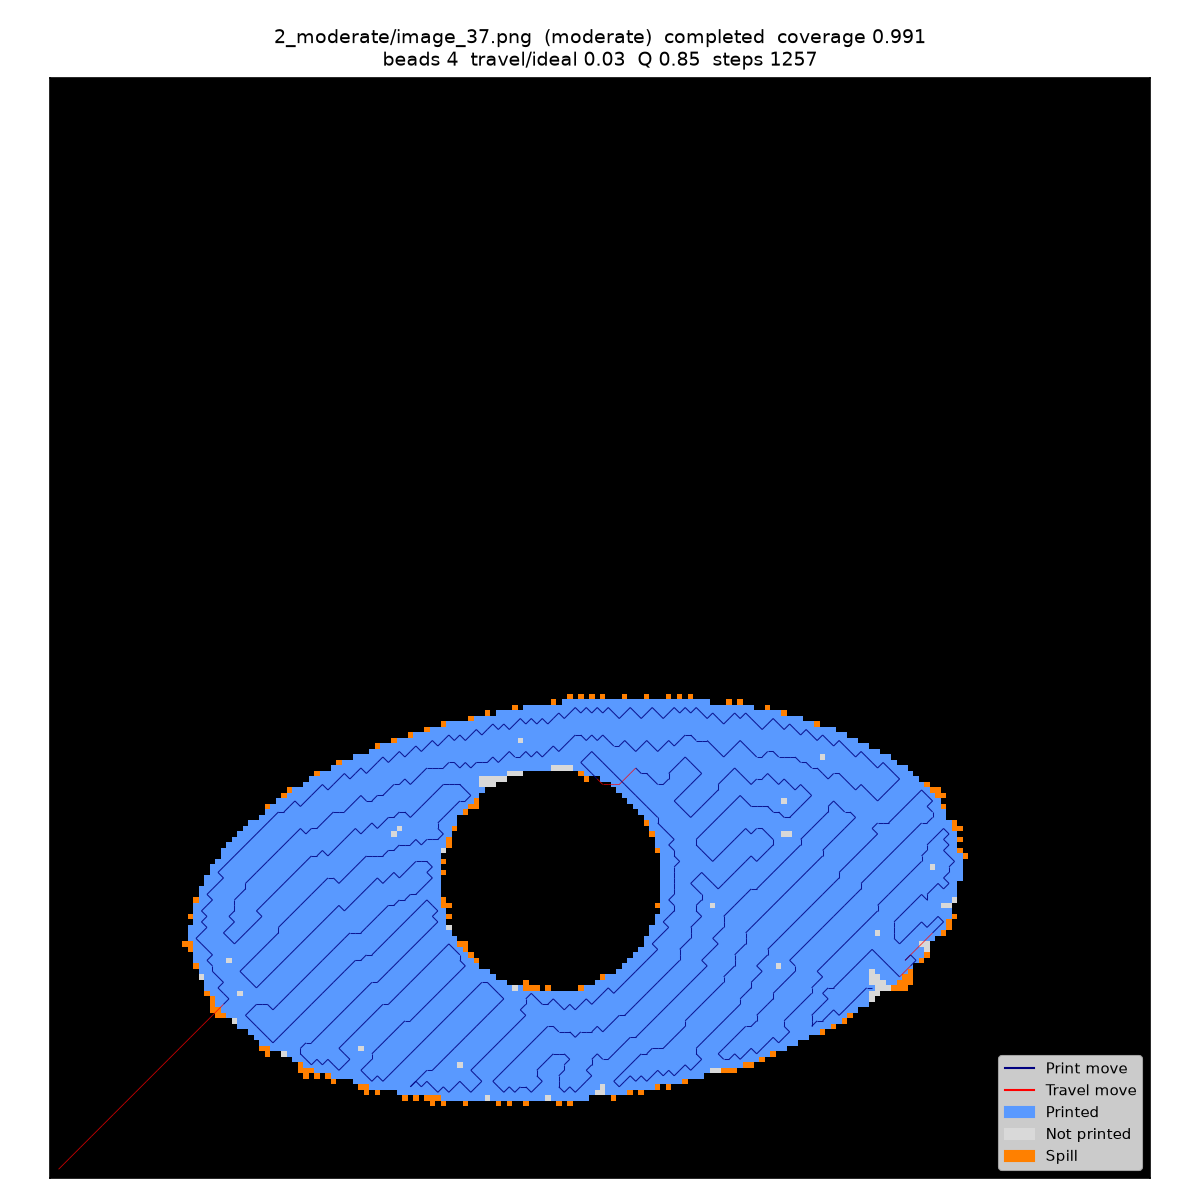 2_moderate/image_37.png  (moderate)  completed  coverage 0.991
beads 4  travel/ideal 0.03  Q 0.85  steps 1257
Print move
Travel move
Printed
Not printed
Spill